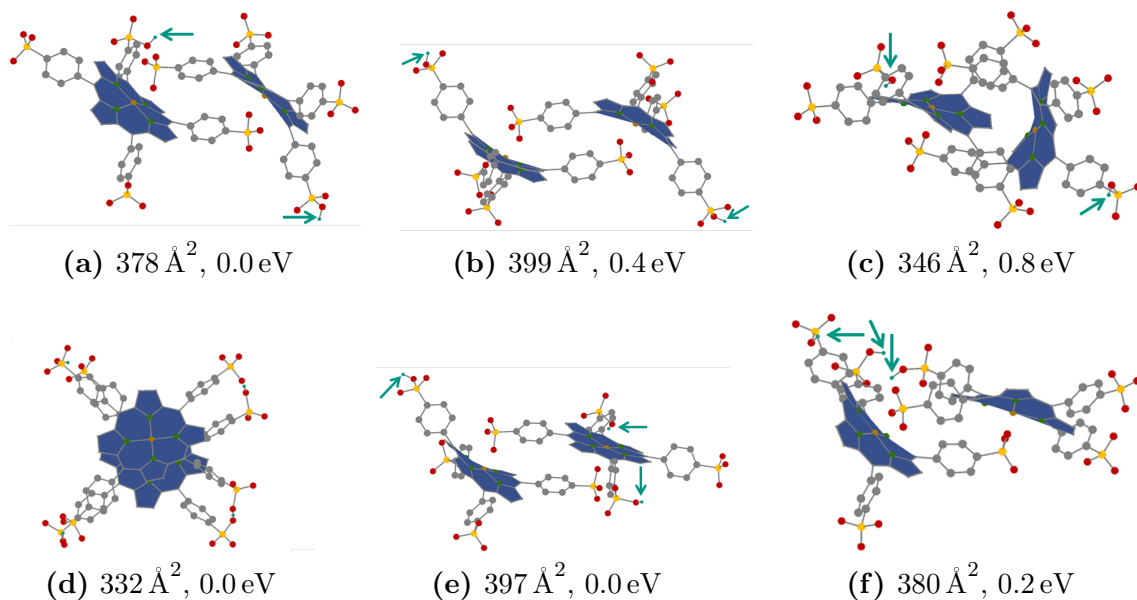 (a) 378 Å², 0.0 eV
(b) 399 Å², 0.4 eV
(c) 346 Å², 0.8 eV
(d) 332 Å², 0.0 eV
(e) 397 Å², 0.0 eV
(f) 380 Å², 0.2 eV